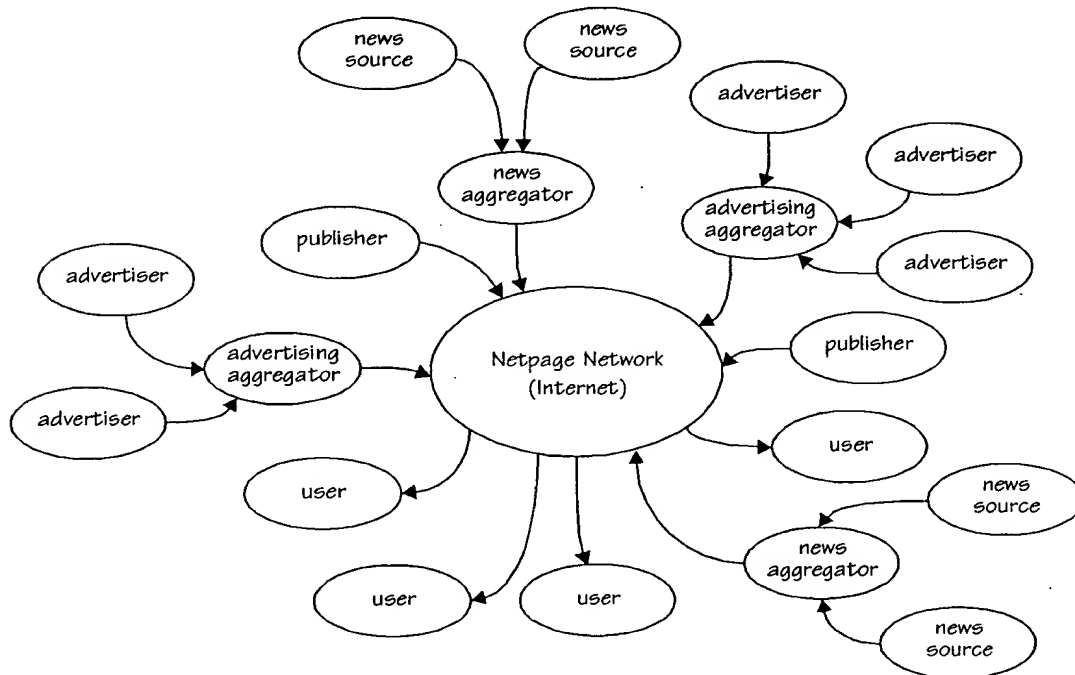 news
source
news
source
advertiser
advertiser
news
aggregator
advertising
aggregator
publisher
advertiser
advertiser
publisher
Netpage Network
(Internet)
advertising
aggregator
advertiser
user
user
news
source
news
aggregator
user
user
news
source